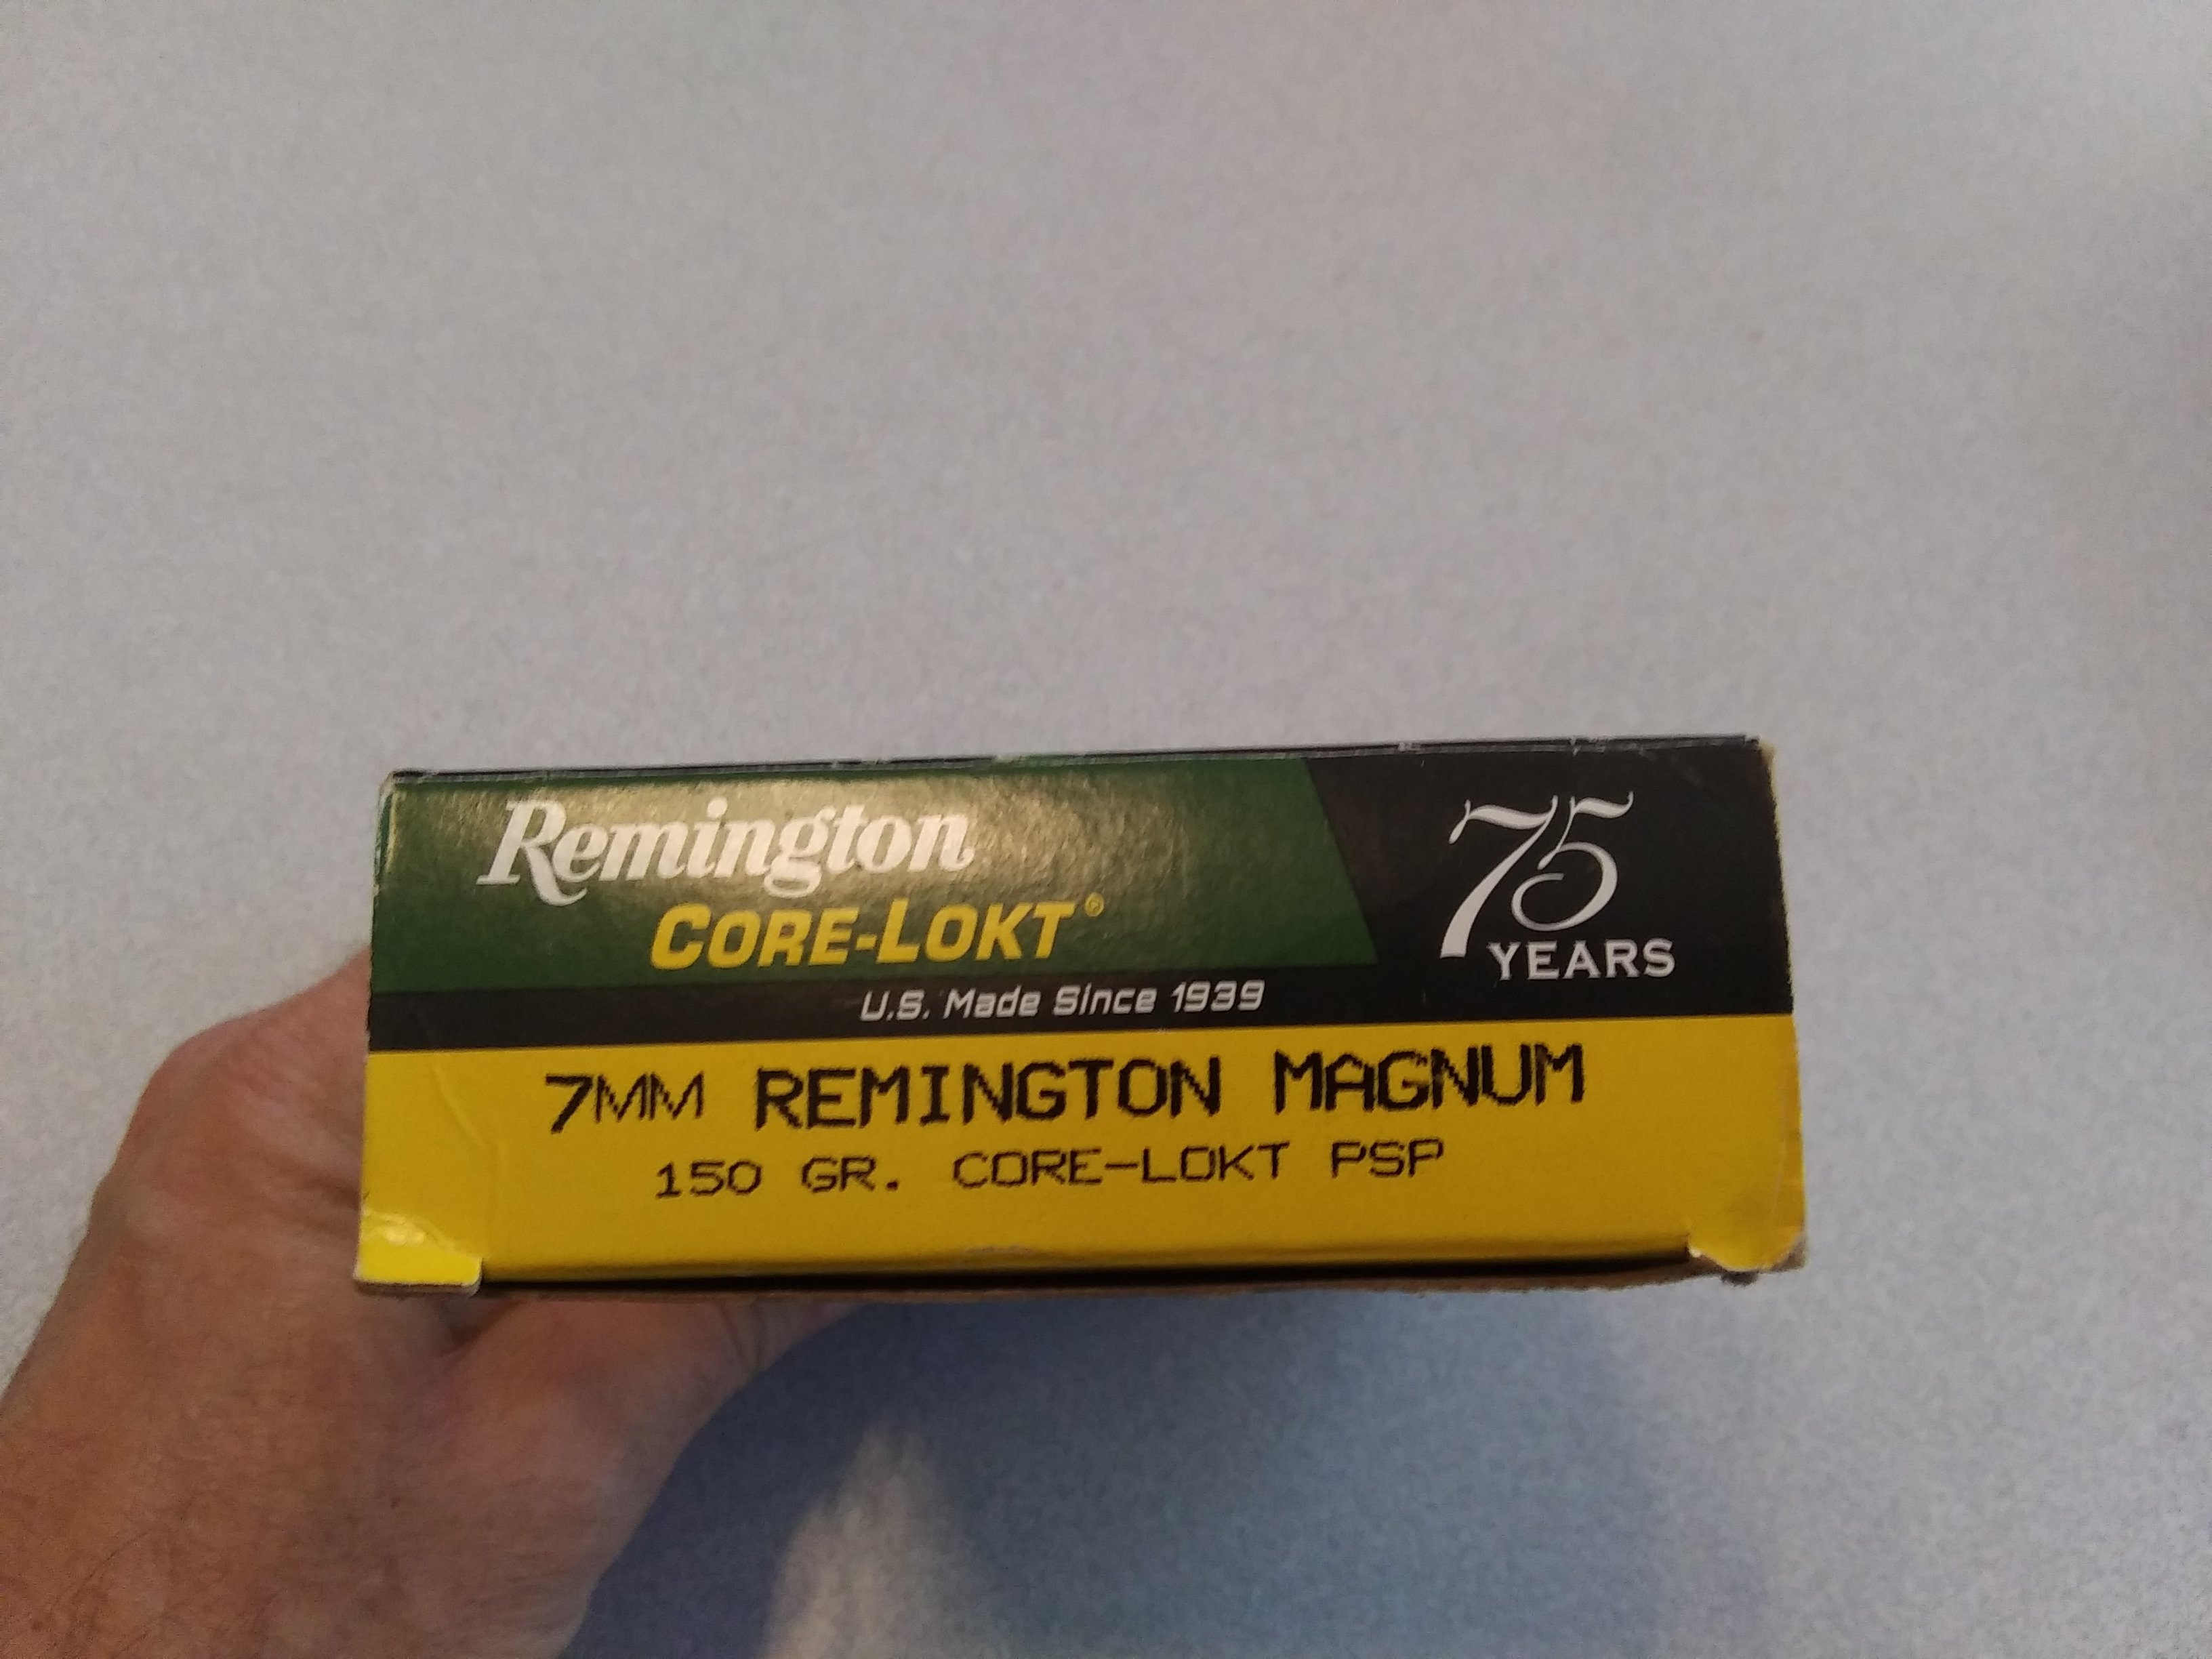 Remington
CORE-LOKT®
U.S. Made Since 1939
75
YEARS
7MM REMINGTON MAGNUM
150 GR. CORE-LOKT PSP